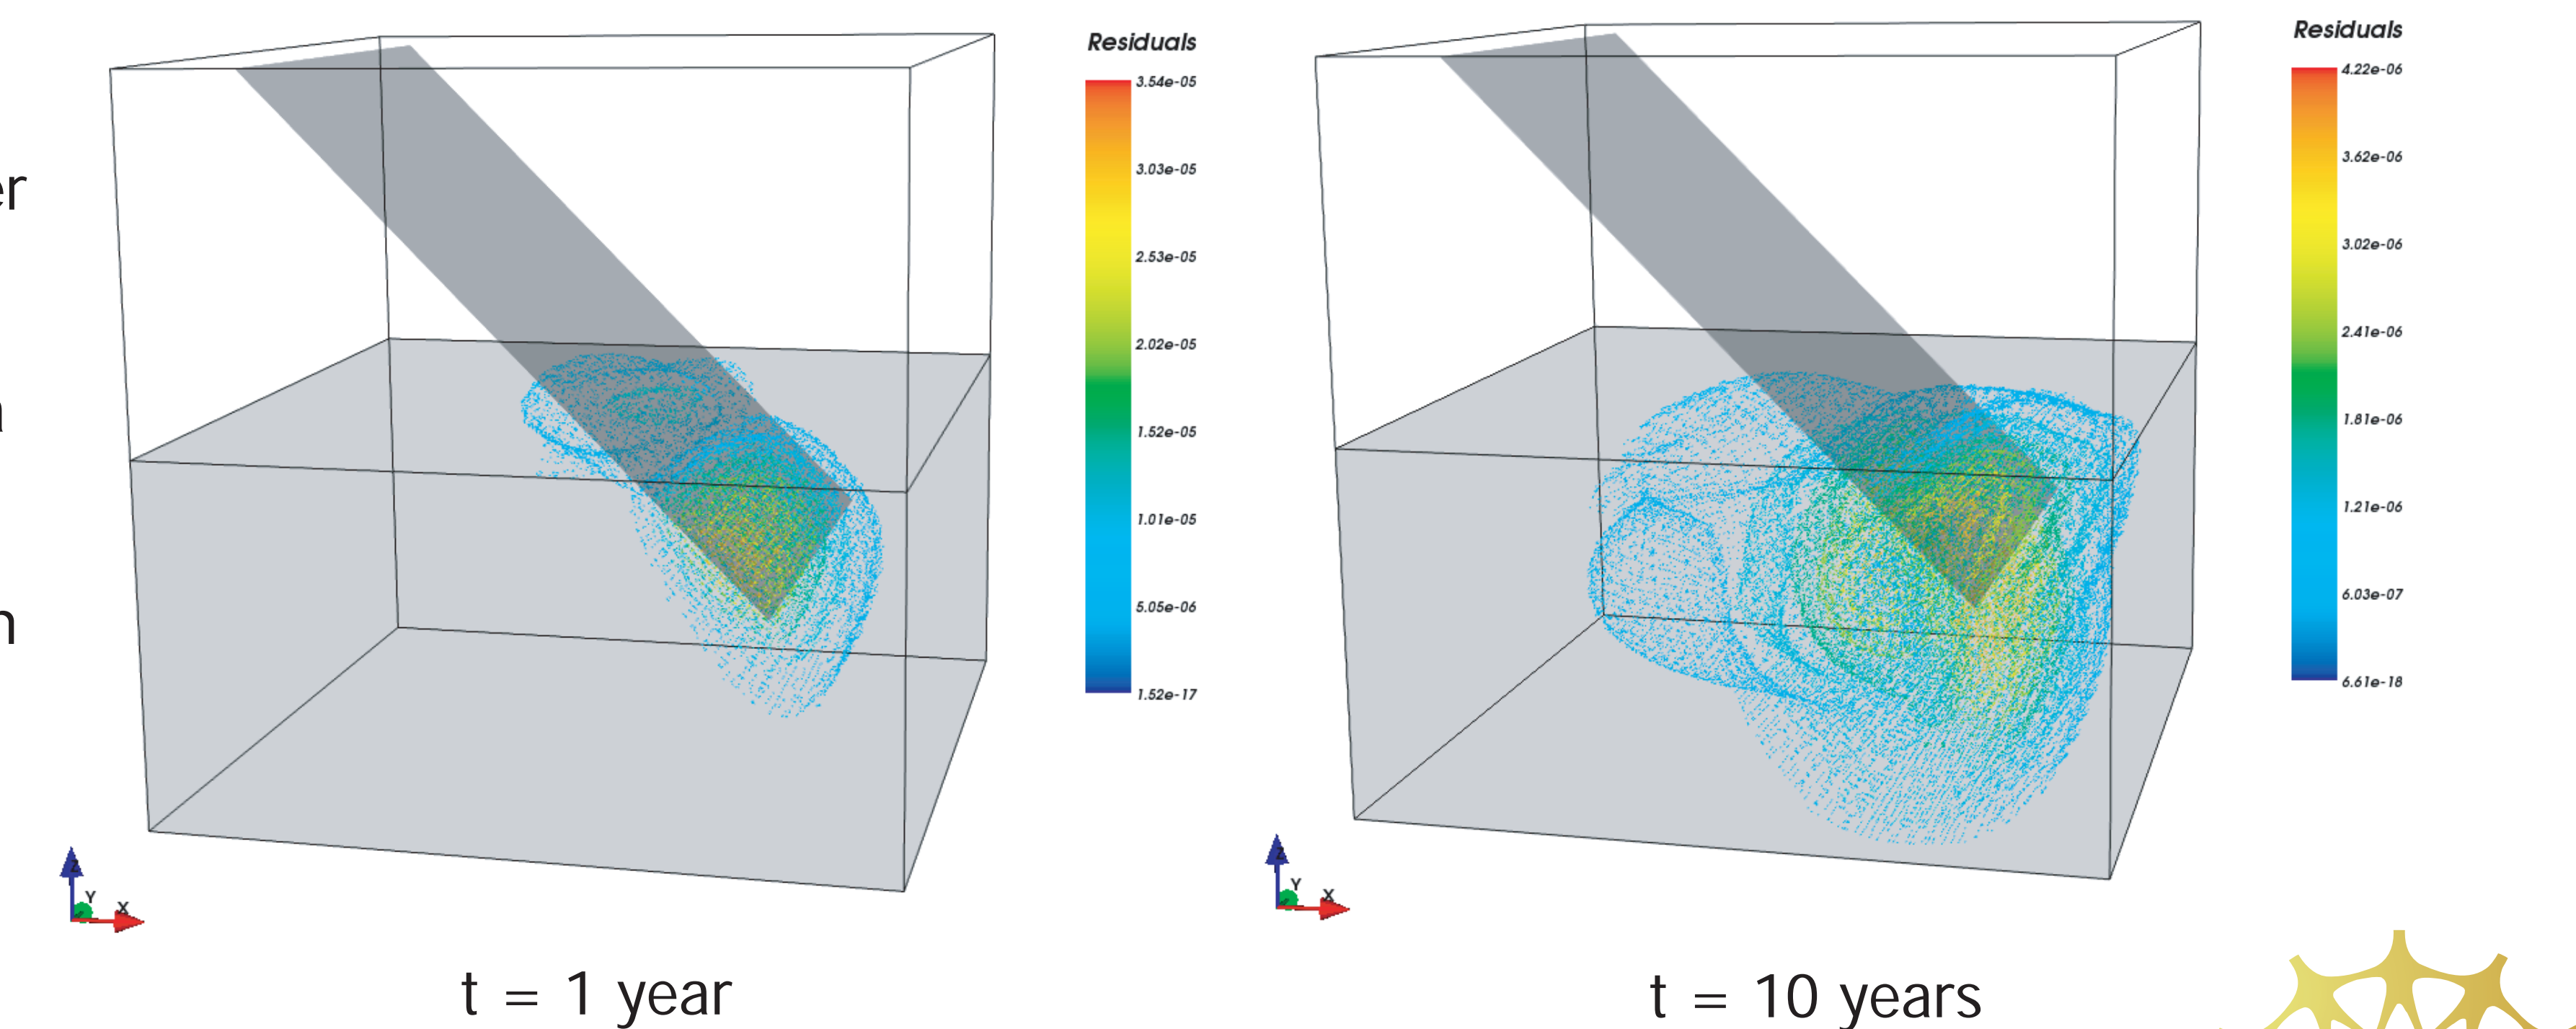 er
n
Residuals
3.54e-05
3.03e-05
2.53e-05
2.02e-05
1.52e-05
1.01e-05
5.05e-06
1.52e-17
Z
Y
X
t = 1 year
Residuals
4.22e-06
3.62e-06
3.02e-06
2.41e-06
1.81e-06
1.21e-06
6.03e-07
6.61e-18
Z
Y
X
t = 10 years